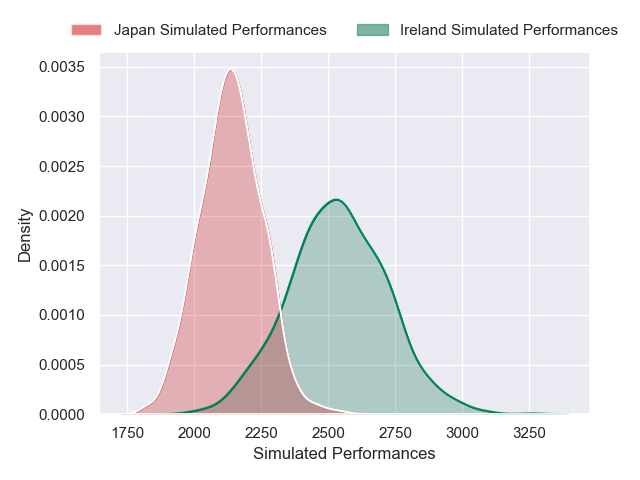 Japan Simulated Performances
Ireland Simulated Performances
0.0035
0.0030
0.0025
0.0020
0.0015
0.0010
0.0005
0.0000
Density
1750 2000 2250 2500 2750 3000 3250
Simulated Performances